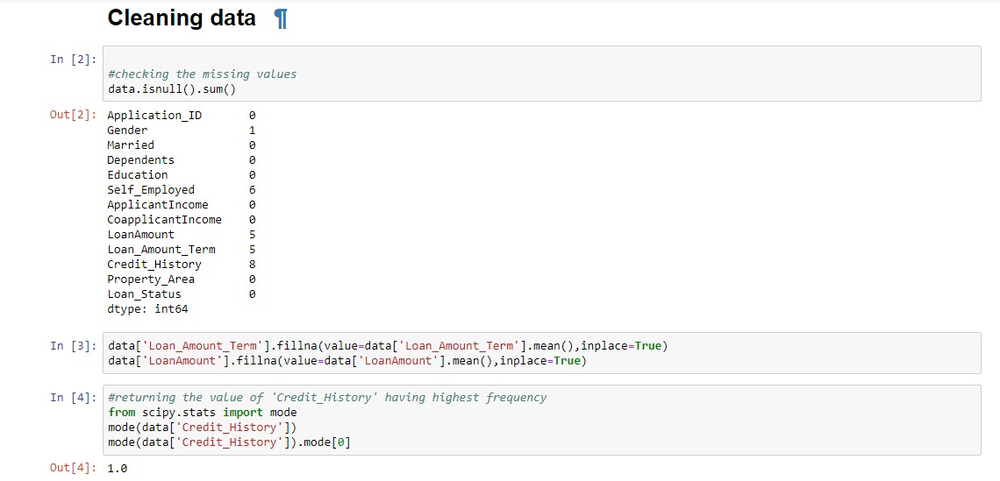 Cleaning data ¶
In [2]:
#checking the missing values
data.isnull().sum()
Out[2]: Application_ID 0
Gender 1
Married 0
Dependents 0
Education 0
Self_Employed 6
ApplicantIncome 0
CoapplicantIncome 0
LoanAmount 5
Loan_Amount_Term 5
Credit_History 8
Property_Area 0
Loan_Status 0
dtype: int64
In [3]: data['Loan_Amount_Term'].fillna(value=data['Loan_Amount_Term'].mean(),inplace=True)
data['LoanAmount'].fillna(value=data['LoanAmount'].mean(),inplace=True)
In [4]: #returning the value of 'Credit_History' having highest frequency
from scipy.stats import mode
mode(data['Credit_History'])
mode(data['Credit_History']).mode[0]
Out[4]: 1.0